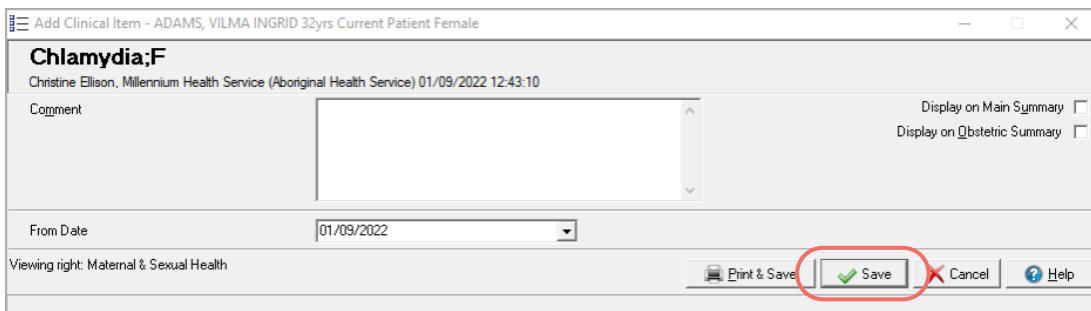 Add Clinical Item - ADAMS, VILMA INGRID 32yrs Current Patient Female
Chlamydia;F
Christine Ellison, Millennium Health Service (Aboriginal Health Service) 01/09/2022 12:43:10
Comment
Display on Main Summary
Display on Obstetric Summary
From Date 01/09/2022
Viewing right: Maternal & Sexual Health
Print & Save Save Cancel Help